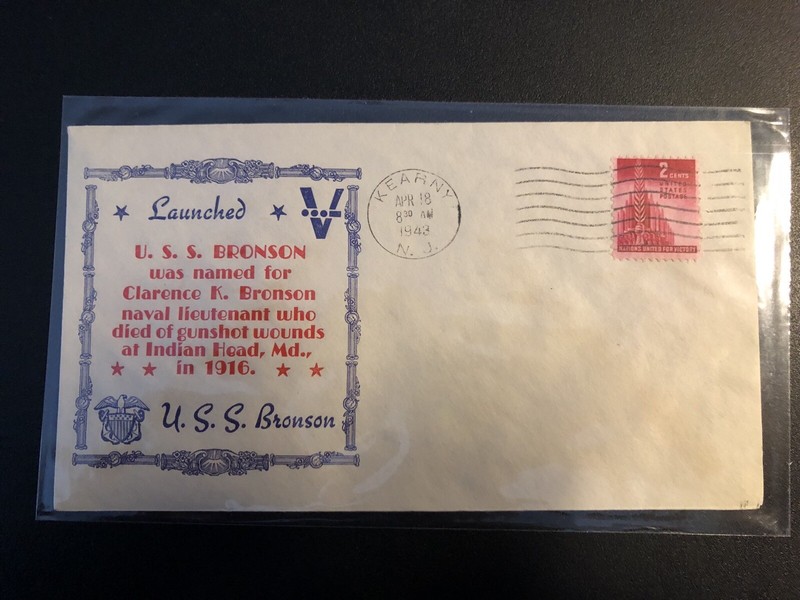 Launched
U. S. S. BRONSON
was named for
Clarence K. Bronson
naval lieutenant who
died of gunshot wounds
at Indian Head, Md.,
in 1916.
U. S. S. Bronson
KEARNY
APR 18
8 30 AM
1943
N. J.
2 CENTS
UNITED
STATES
POSTAGE
NATIONS UNITED FOR VICTORY